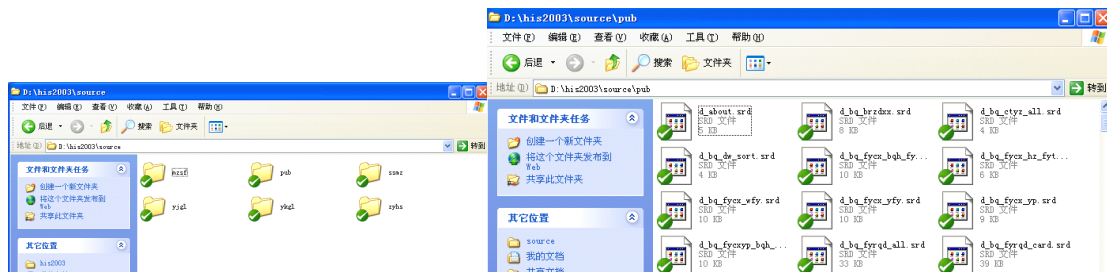 D:\his2003\source
文件(F) 编辑(E) 查看(V) 收藏(A) 工具(T) 帮助(H)
后退 搜索 文件夹
地址(D) D:\his2003\source 转到
文件和文件夹任务
创建一个新文件夹
将这个文件夹发布到
Web
共享此文件夹
其它位置
his2003
mzsf pub ssmz
yjgl ykgl zyhs
D:\his2003\source\pub
文件(F) 编辑(E) 查看(V) 收藏(A) 工具(T) 帮助(H)
后退 搜索 文件夹
地址(D) D:\his2003\source\pub 转到
文件和文件夹任务
创建一个新文件夹
将这个文件夹发布到
Web
共享此文件夹
其它位置
source
我的文档
共享文档
d_about.srd d_bq_brzdxx.srd d_bq_ctyz_all.srd
SRD 文件 SRD 文件 SRD 文件
5 KB 8 KB 4 KB
d_bq_dw_sort.srd d_bq_fycx_bqh_fy... d_bq_fycx_hz_fyt...
SRD 文件 SRD 文件 SRD 文件
4 KB 10 KB 6 KB
d_bq_fycx_wfy.srd d_bq_fycx_yfy.srd d_bq_fycx_yp.srd
SRD 文件 SRD 文件 SRD 文件
10 KB 10 KB 9 KB
d_bq_fycxyp_bqh_... d_bq_fyrqd_all.srd d_bq_fyrqd_card.srd
SRD 文件 SRD 文件 SRD 文件
10 KB 33 KB 39 KB